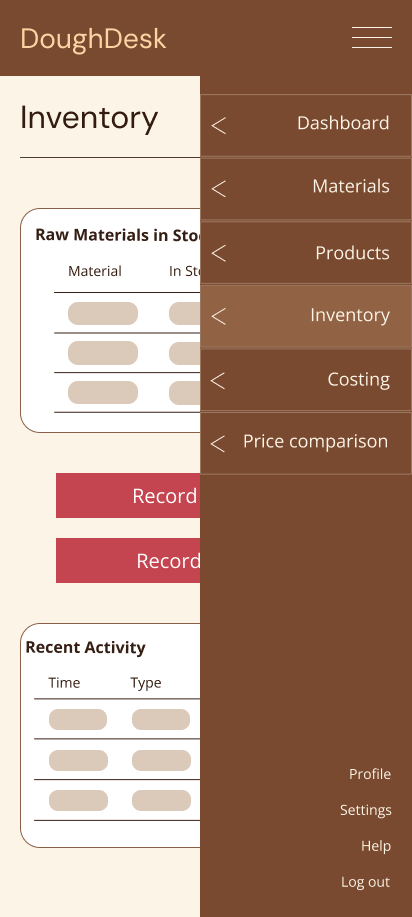 DoughDesk
Inventory
Raw Materials in Sto
Material In Sto
Record
Record
Recent Activity
Time Type
Dashboard
Materials
Products
Inventory
Costing
Price comparison
Profile
Settings
Help
Log out